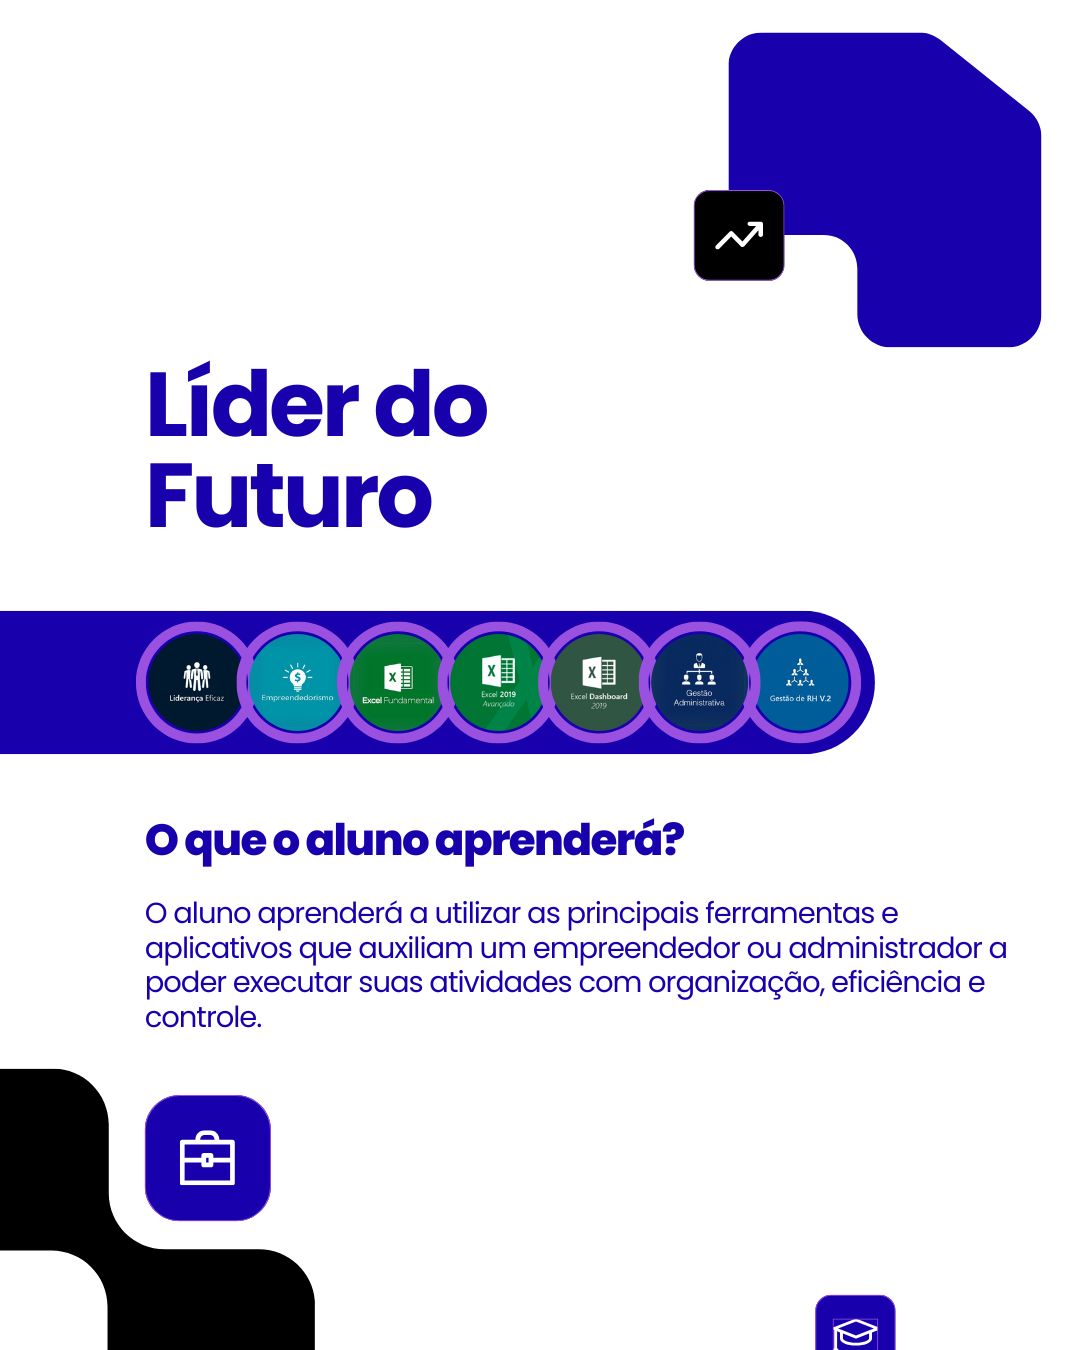 Líder do
Futuro
Liderança Eficaz
Empreendedorismo
Excel Fundamental
Excel 2019
Avançado
Excel Dashboard
2019
Gestão
Administrativa
Gestão de RH V.2
O que o aluno aprenderá?
O aluno aprenderá a utilizar as principais ferramentas e
aplicativos que auxiliam um empreendedor ou administrador a
poder executar suas atividades com organização, eficiência e
controle.